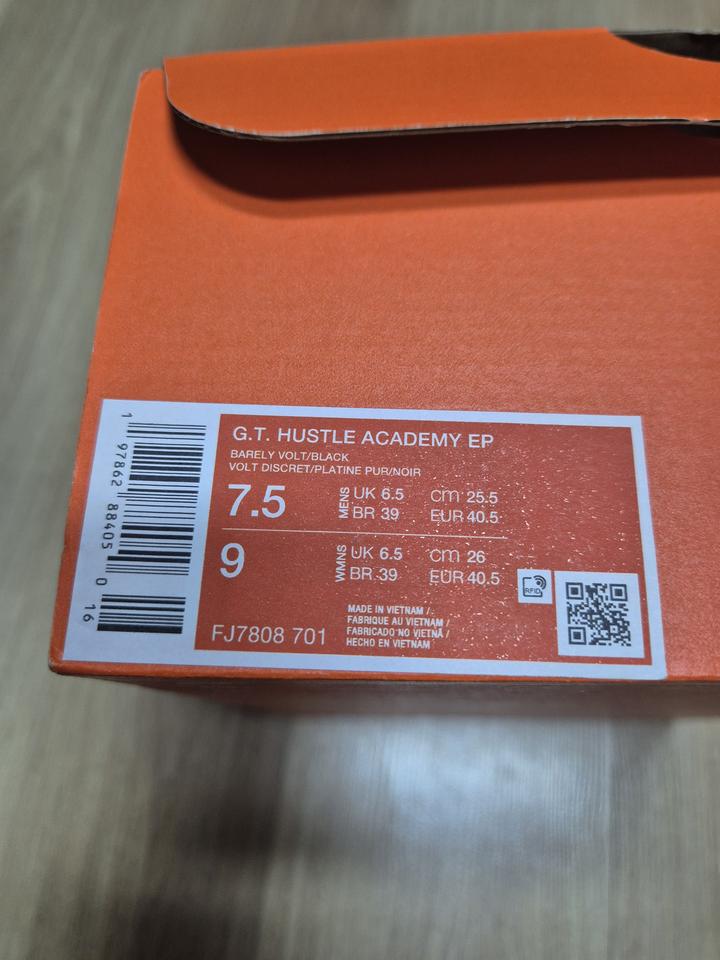 G.T. HUSTLE ACADEMY EP
BARELY VOLT/BLACK
VOLT DISCRET/PLATINE PUR/NOIR
7.5
MENS
UK 6.5 cm 25.5
BR 39 EUR 40.5
9
WMNS
UK 6.5 cm 26
BR 39 EUR 40.5
RFID
MADE IN VIETNAM /
FABRIQUE AU VIETNAM /
FABRICADO NO VIETNÃ /
HECHO EN VIETNAM
FJ7808 701
1 97862 88405 0 16